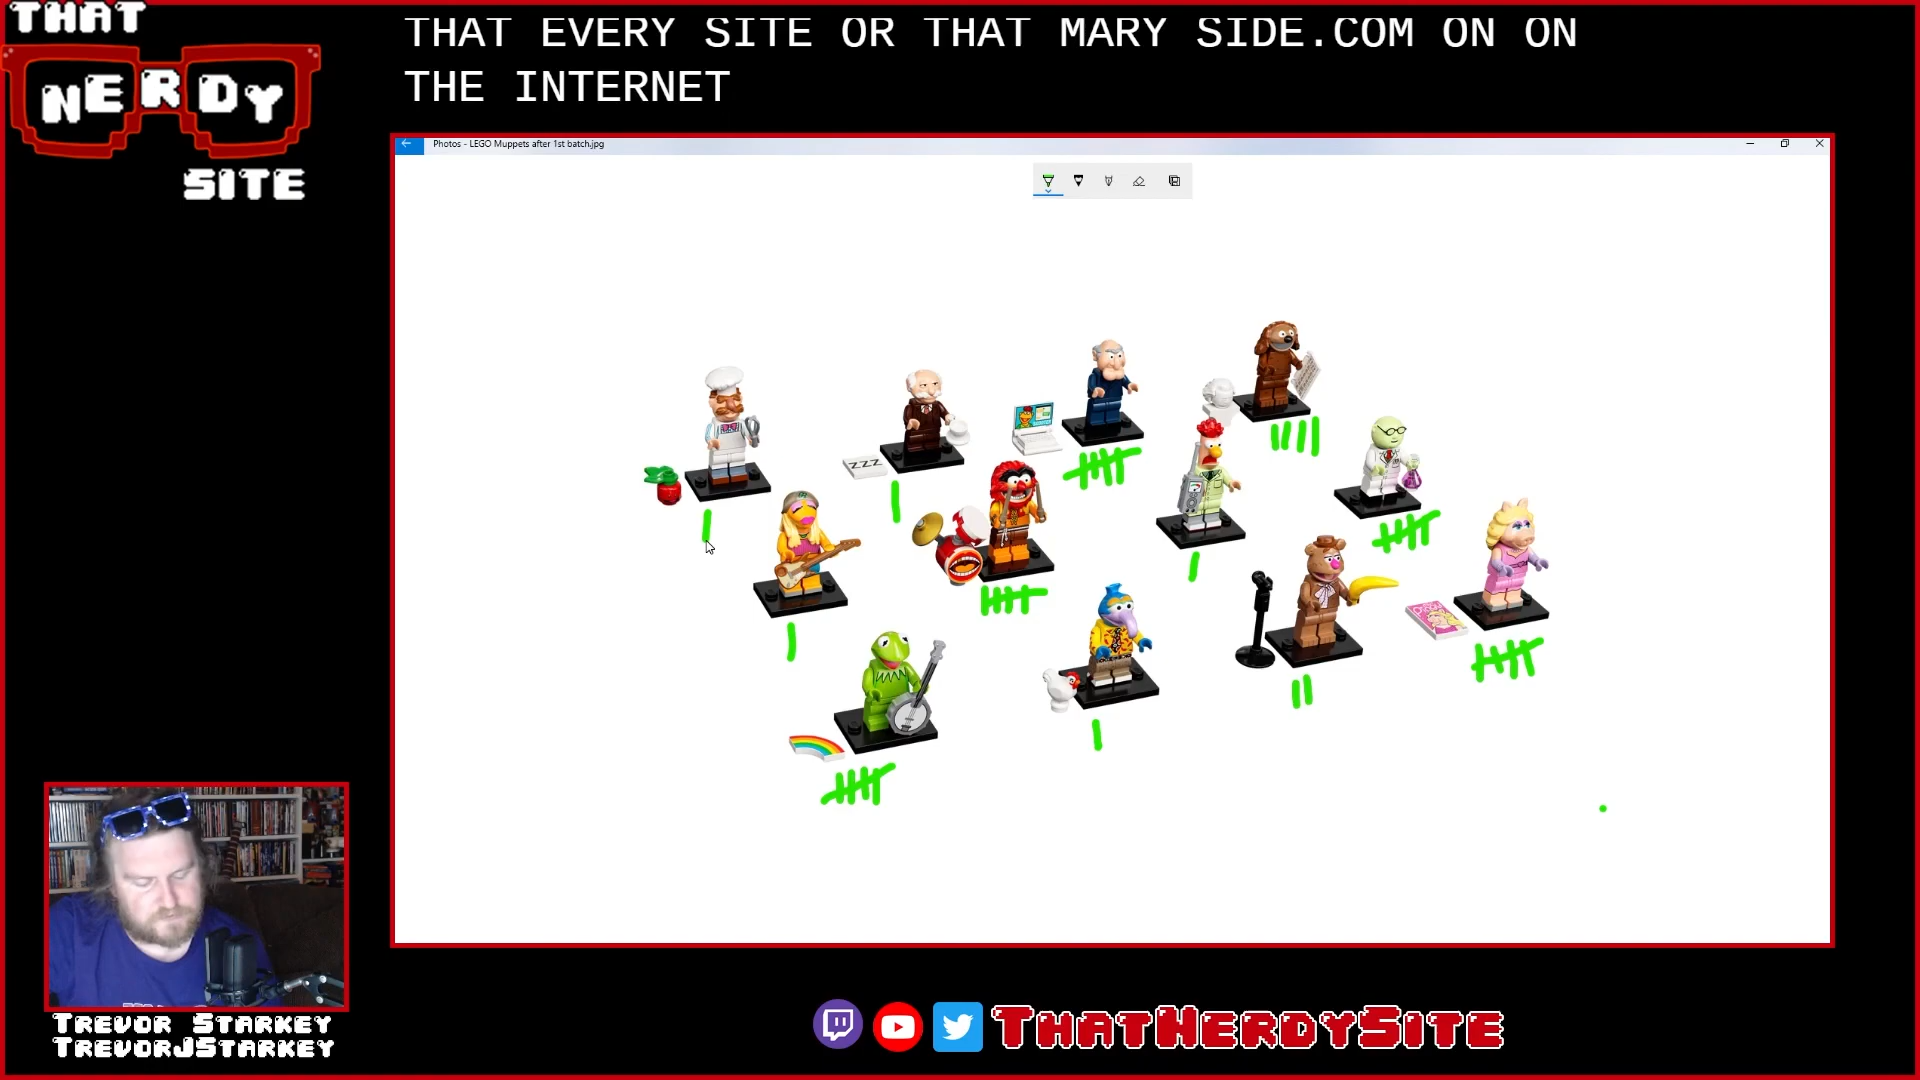 THAT
NERDY
SITE
THAT EVERY SITE OR THAT MARY SIDE.COM ON ON
THE INTERNET
Photos - LEGO Muppets after 1st batch.jpg
ZZZ
TREVOR STARKEY
TREVORJSTARKEY
THATNERDYSITE